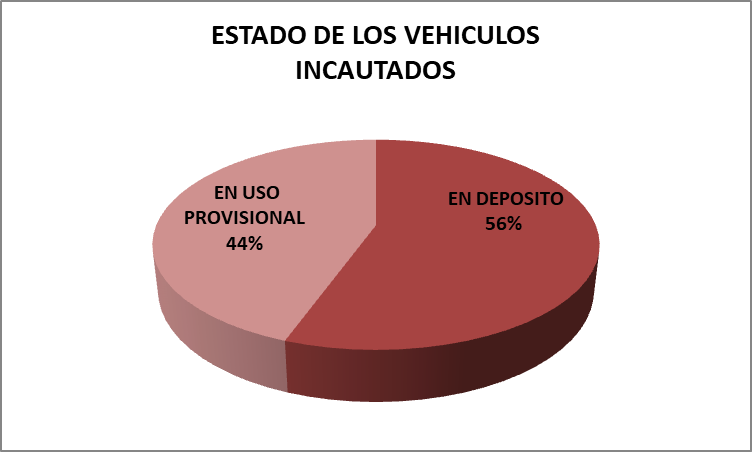 ESTADO DE LOS VEHICULOS
INCAUTADOS
EN USO
PROVISIONAL
44%
EN DEPOSITO
56%